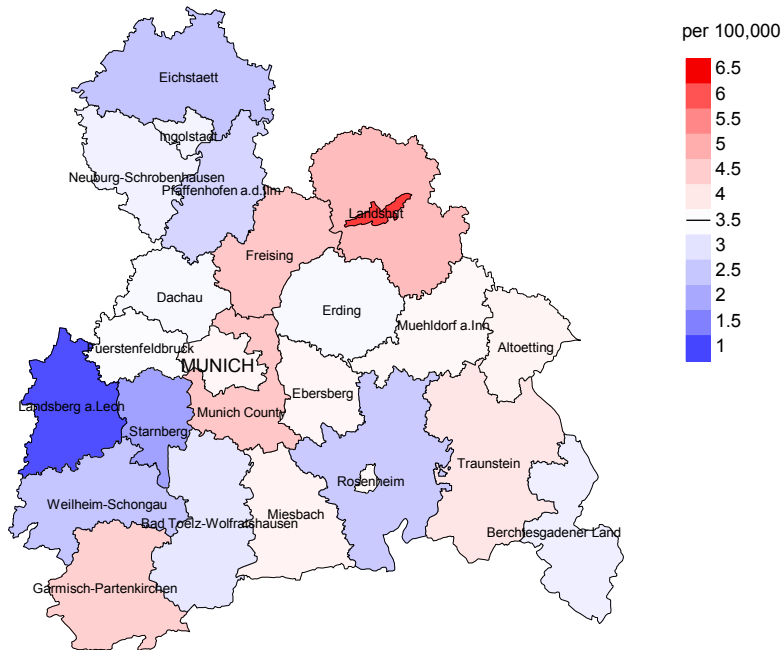 per 100,000
6.5
6
5.5
5
4.5
4
3.5
3
2.5
2
1.5
1
Eichstaett
Ingolstadt
Neuburg-Schrobenhausen
Pfaffenhofen a.d.Ilm
Landshut
Freising
Dachau
Erding
Muehldorf a.Inn
Fuerstenfeldbruck
Altoetting
MUNICH
Ebersberg
Landsberg a.Lech
Munich County
Starnberg
Traunstein
Rosenheim
Weilheim-Schongau
Miesbach
Bad Toelz-Wolfratshausen
Berchtesgadener Land
Garmisch-Partenkirchen